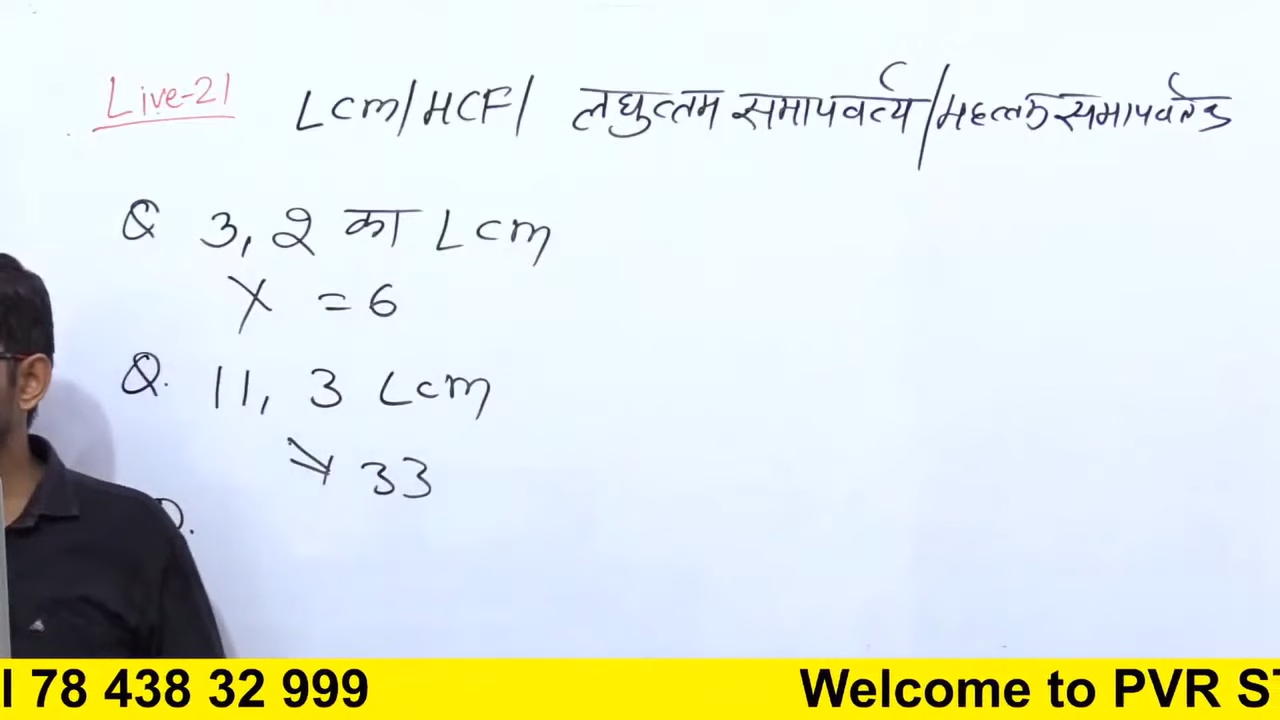 Live-21 Lcm/HCF/ लघुत्तम समापवर्त्य/महत्तम समापवर्तक
Q 3, 2 का Lcm
X = 6
Q. 11, 3 Lcm
↘ 33
Q.
l 78 438 32 999 Welcome to PVR ST